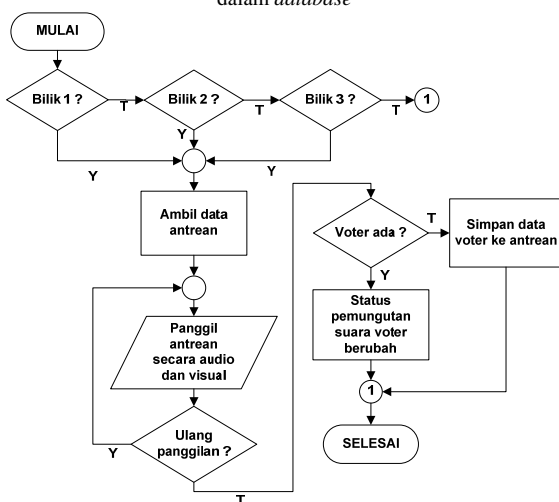 dalam database
MULAI
Bilik 1 ?
T
Bilik 2 ?
T
Bilik 3 ?
T
1
Y
Y
Y
Ambil data
antrean
Panggil
antrean
secara audio
dan visual
Ulang
panggilan ?
Y
T
Voter ada ?
T
Simpan data
voter ke antrean
Y
Status
pemungutan
suara voter
berubah
1
SELESAI